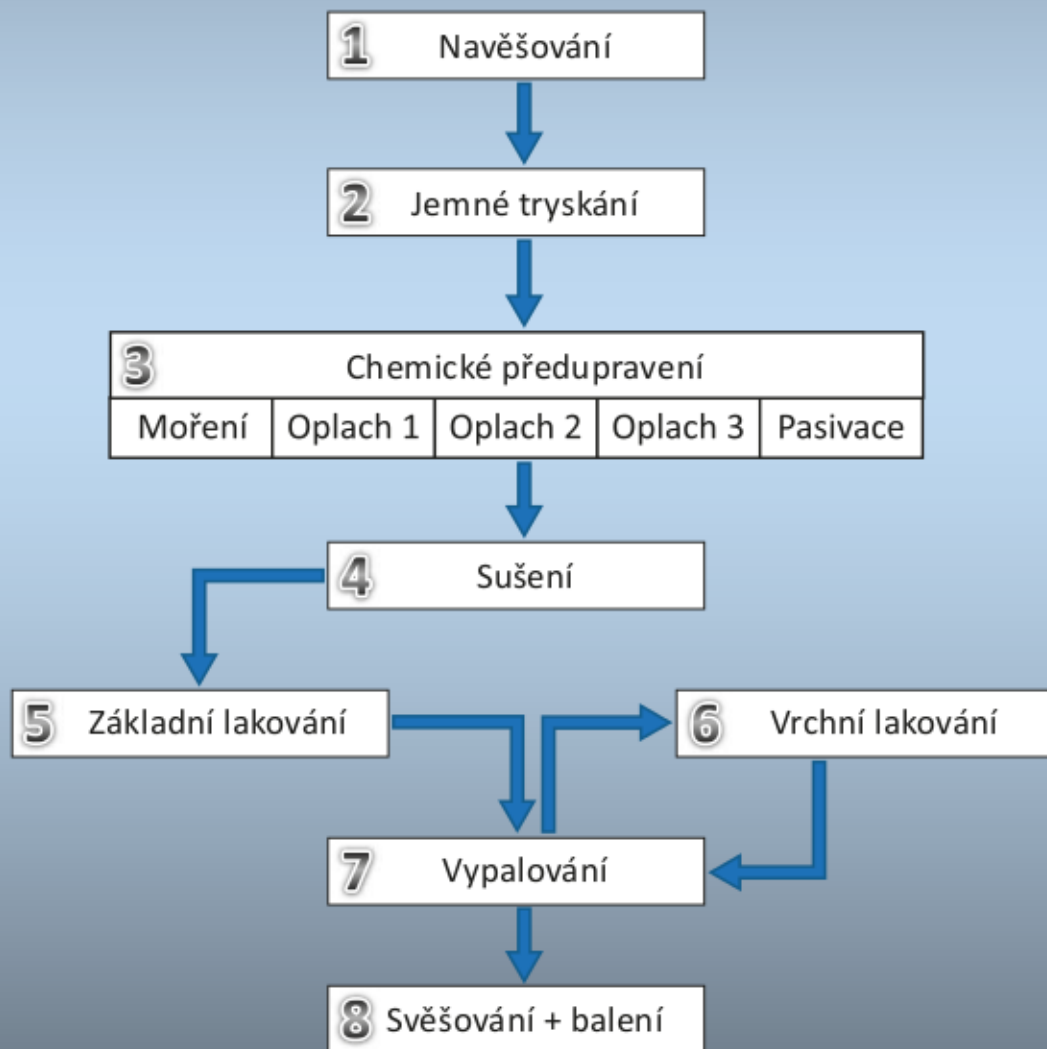 1 Navěšování
2 Jemné tryskání
3 Chemické předupravení
Moření Oplach 1 Oplach 2 Oplach 3 Pasivace
4 Sušení
5 Základní lakování
6 Vrchní lakování
7 Vypalování
8 Svěšování + balení